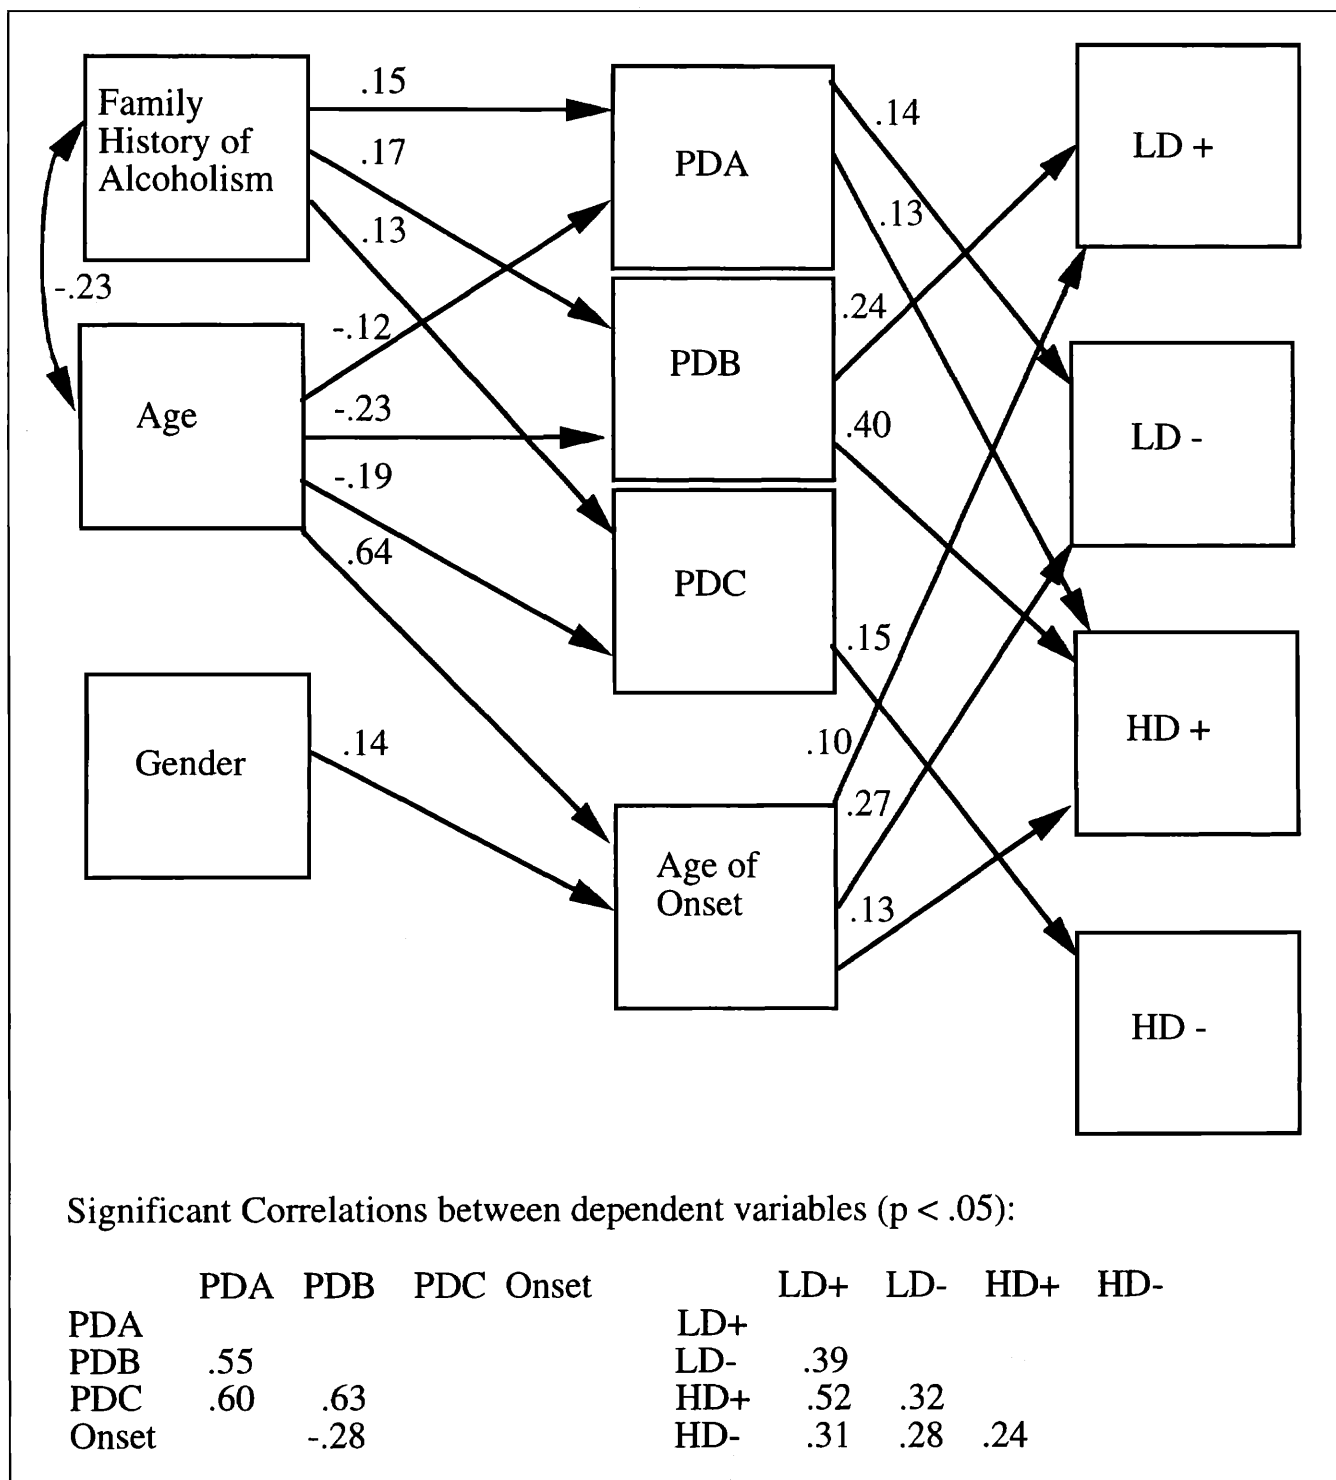 Family
History of
Alcoholism
-.23
Age
Gender
.15
.17
.13
-.12
-.23
-.19
.64
.14
PDA
PDB
PDC
Age of
Onset
.14
.13
.24
.40
.15
.10
.27
.13
LD +
LD -
HD +
HD -
Significant Correlations between dependent variables (p < .05):
PDA PDB PDC Onset
PDA
PDB .55
PDC .60 .63
Onset -.28
LD+ LD- HD+ HD-
LD+
LD- .39
HD+ .52 .32
HD- .31 .28 .24